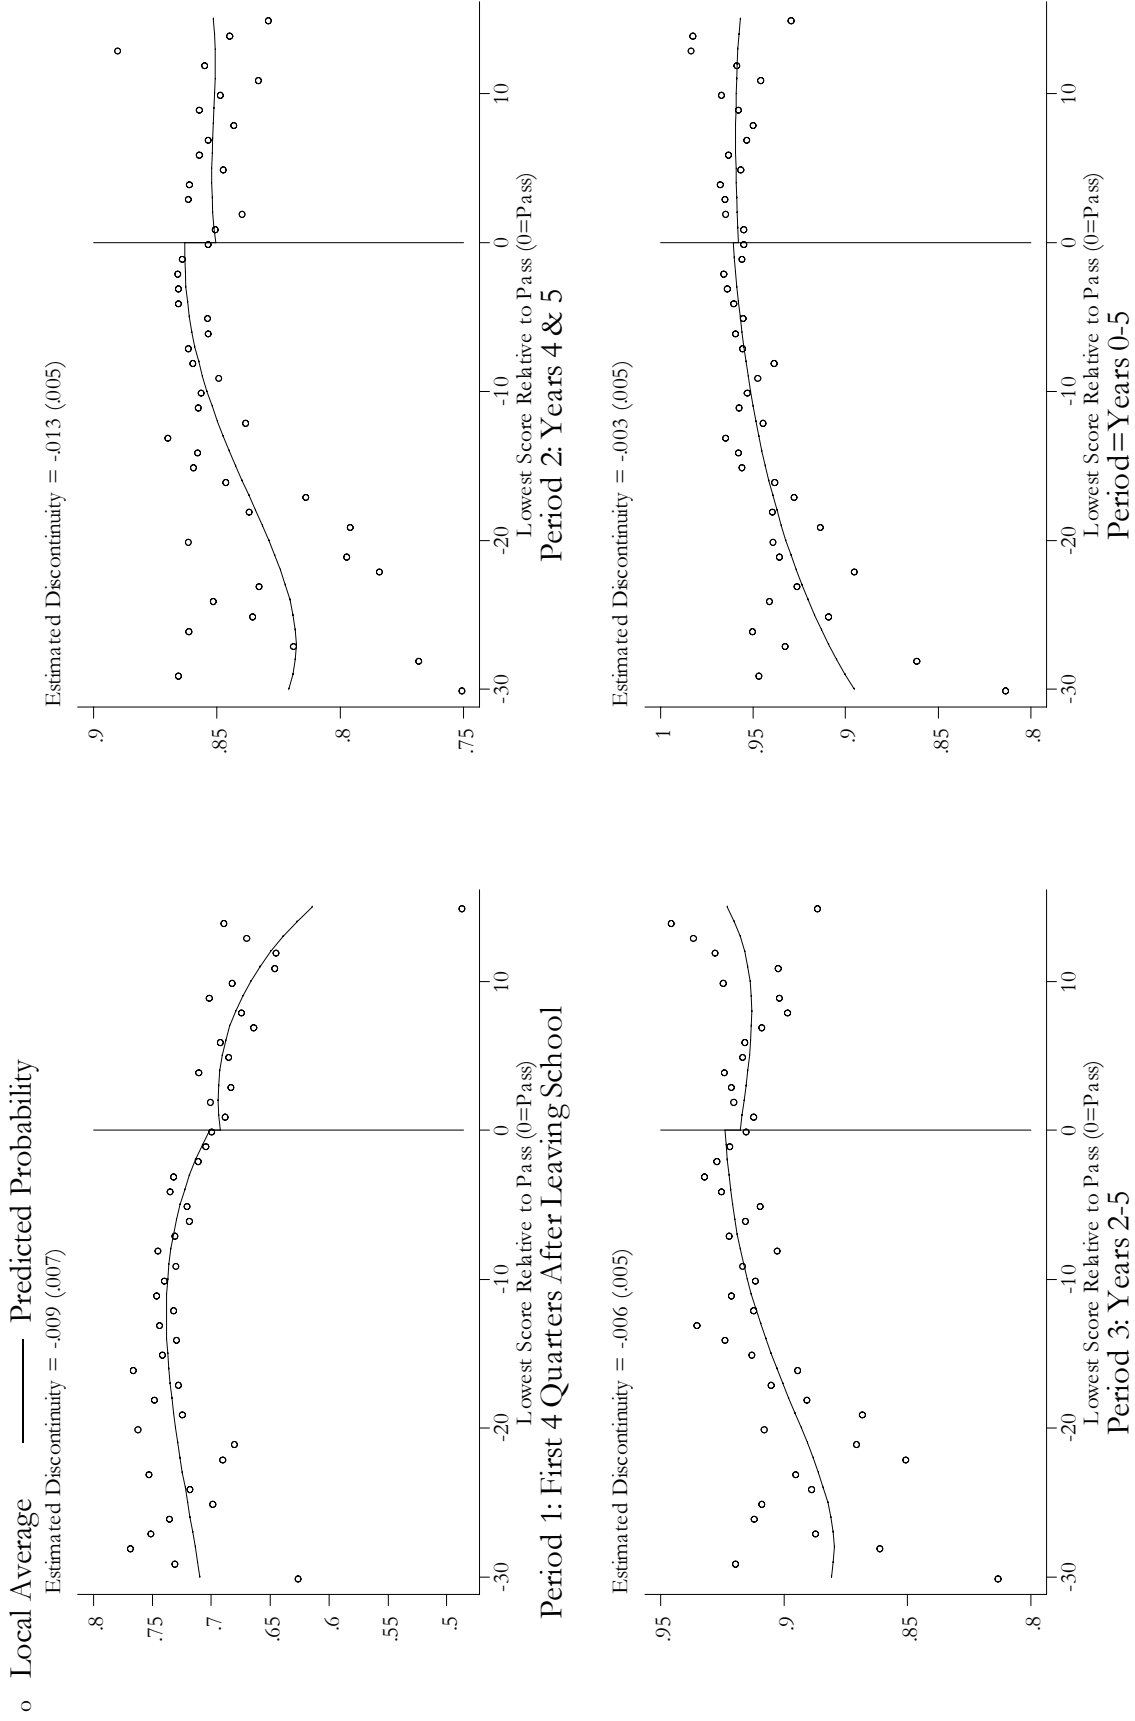 Local Average Predicted Probability
Estimated Discontinuity = -.009 (.007)
.8
.75
.7
.65
.6
.55
.5
-30 -20 -10 0 10
Lowest Score Relative to Pass (0=Pass)
Period 1: First 4 Quarters After Leaving School
Estimated Discontinuity = -.013 (.005)
.9
.85
.8
.75
-30 -20 -10 0 10
Lowest Score Relative to Pass (0=Pass)
Period 2: Years 4 & 5
Estimated Discontinuity = -.006 (.005)
.95
.9
.85
.8
-30 -20 -10 0 10
Lowest Score Relative to Pass (0=Pass)
Period 3: Years 2-5
Estimated Discontinuity = -.003 (.005)
1
.95
.9
.85
.8
-30 -20 -10 0 10
Lowest Score Relative to Pass (0=Pass)
Period=Years 0-5